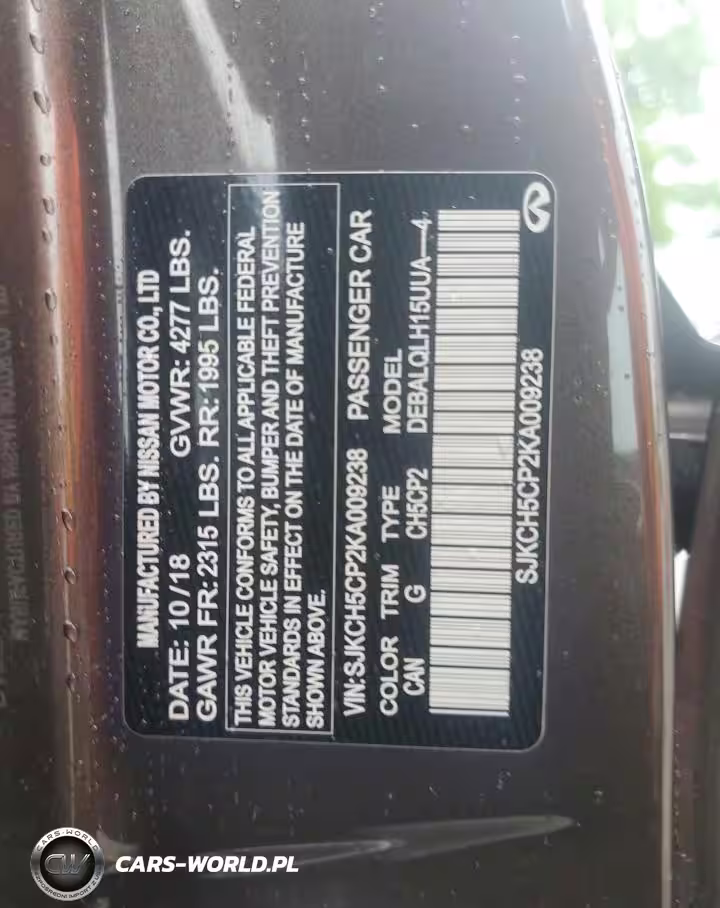 MANUFACTURED BY NISSAN MOTOR CO., LTD
DATE: 10/18 GVWR: 4277 LBS.
GAWR FR: 2315 LBS. RR: 1995 LBS.
THIS VEHICLE CONFORMS TO ALL APPLICABLE FEDERAL
MOTOR VEHICLE SAFETY, BUMPER AND THEFT PREVENTION
STANDARDS IN EFFECT ON THE DATE OF MANUFACTURE
SHOWN ABOVE.
VIN: SJKCH5CP2KA009238 PASSENGER CAR
COLOR TRIM TYPE MODEL
CAN G CH5CP2 DEBALQLH15UUA—4
SJKCH5CP2KA009238
CARS-WORLD
CW
CARS-WORLD.PL